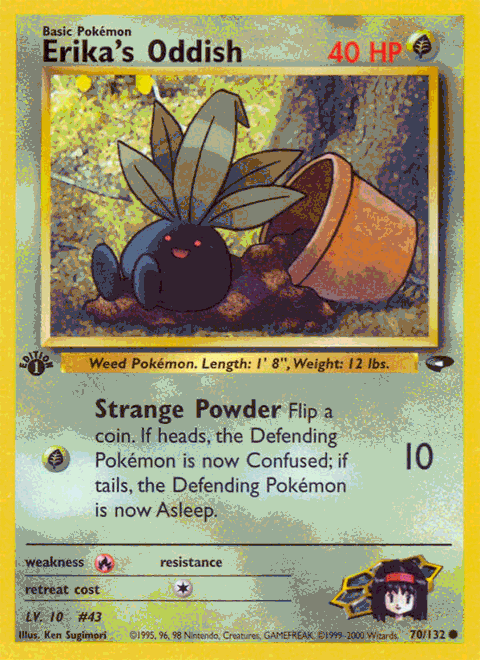 Basic Pokémon
Erika's Oddish 40 HP
EDITION
1
Weed Pokémon. Length: 1' 8", Weight: 12 lbs.
Strange Powder Flip a
coin. If heads, the Defending
Pokémon is now Confused; if
tails, the Defending Pokémon
is now Asleep.
10
weakness resistance
retreat cost
LV. 10 #43
Illus. Ken Sugimori ©1995, 96, 98 Nintendo, Creatures, GAMEFREAK. ©1999-2000 Wizards. 70/132